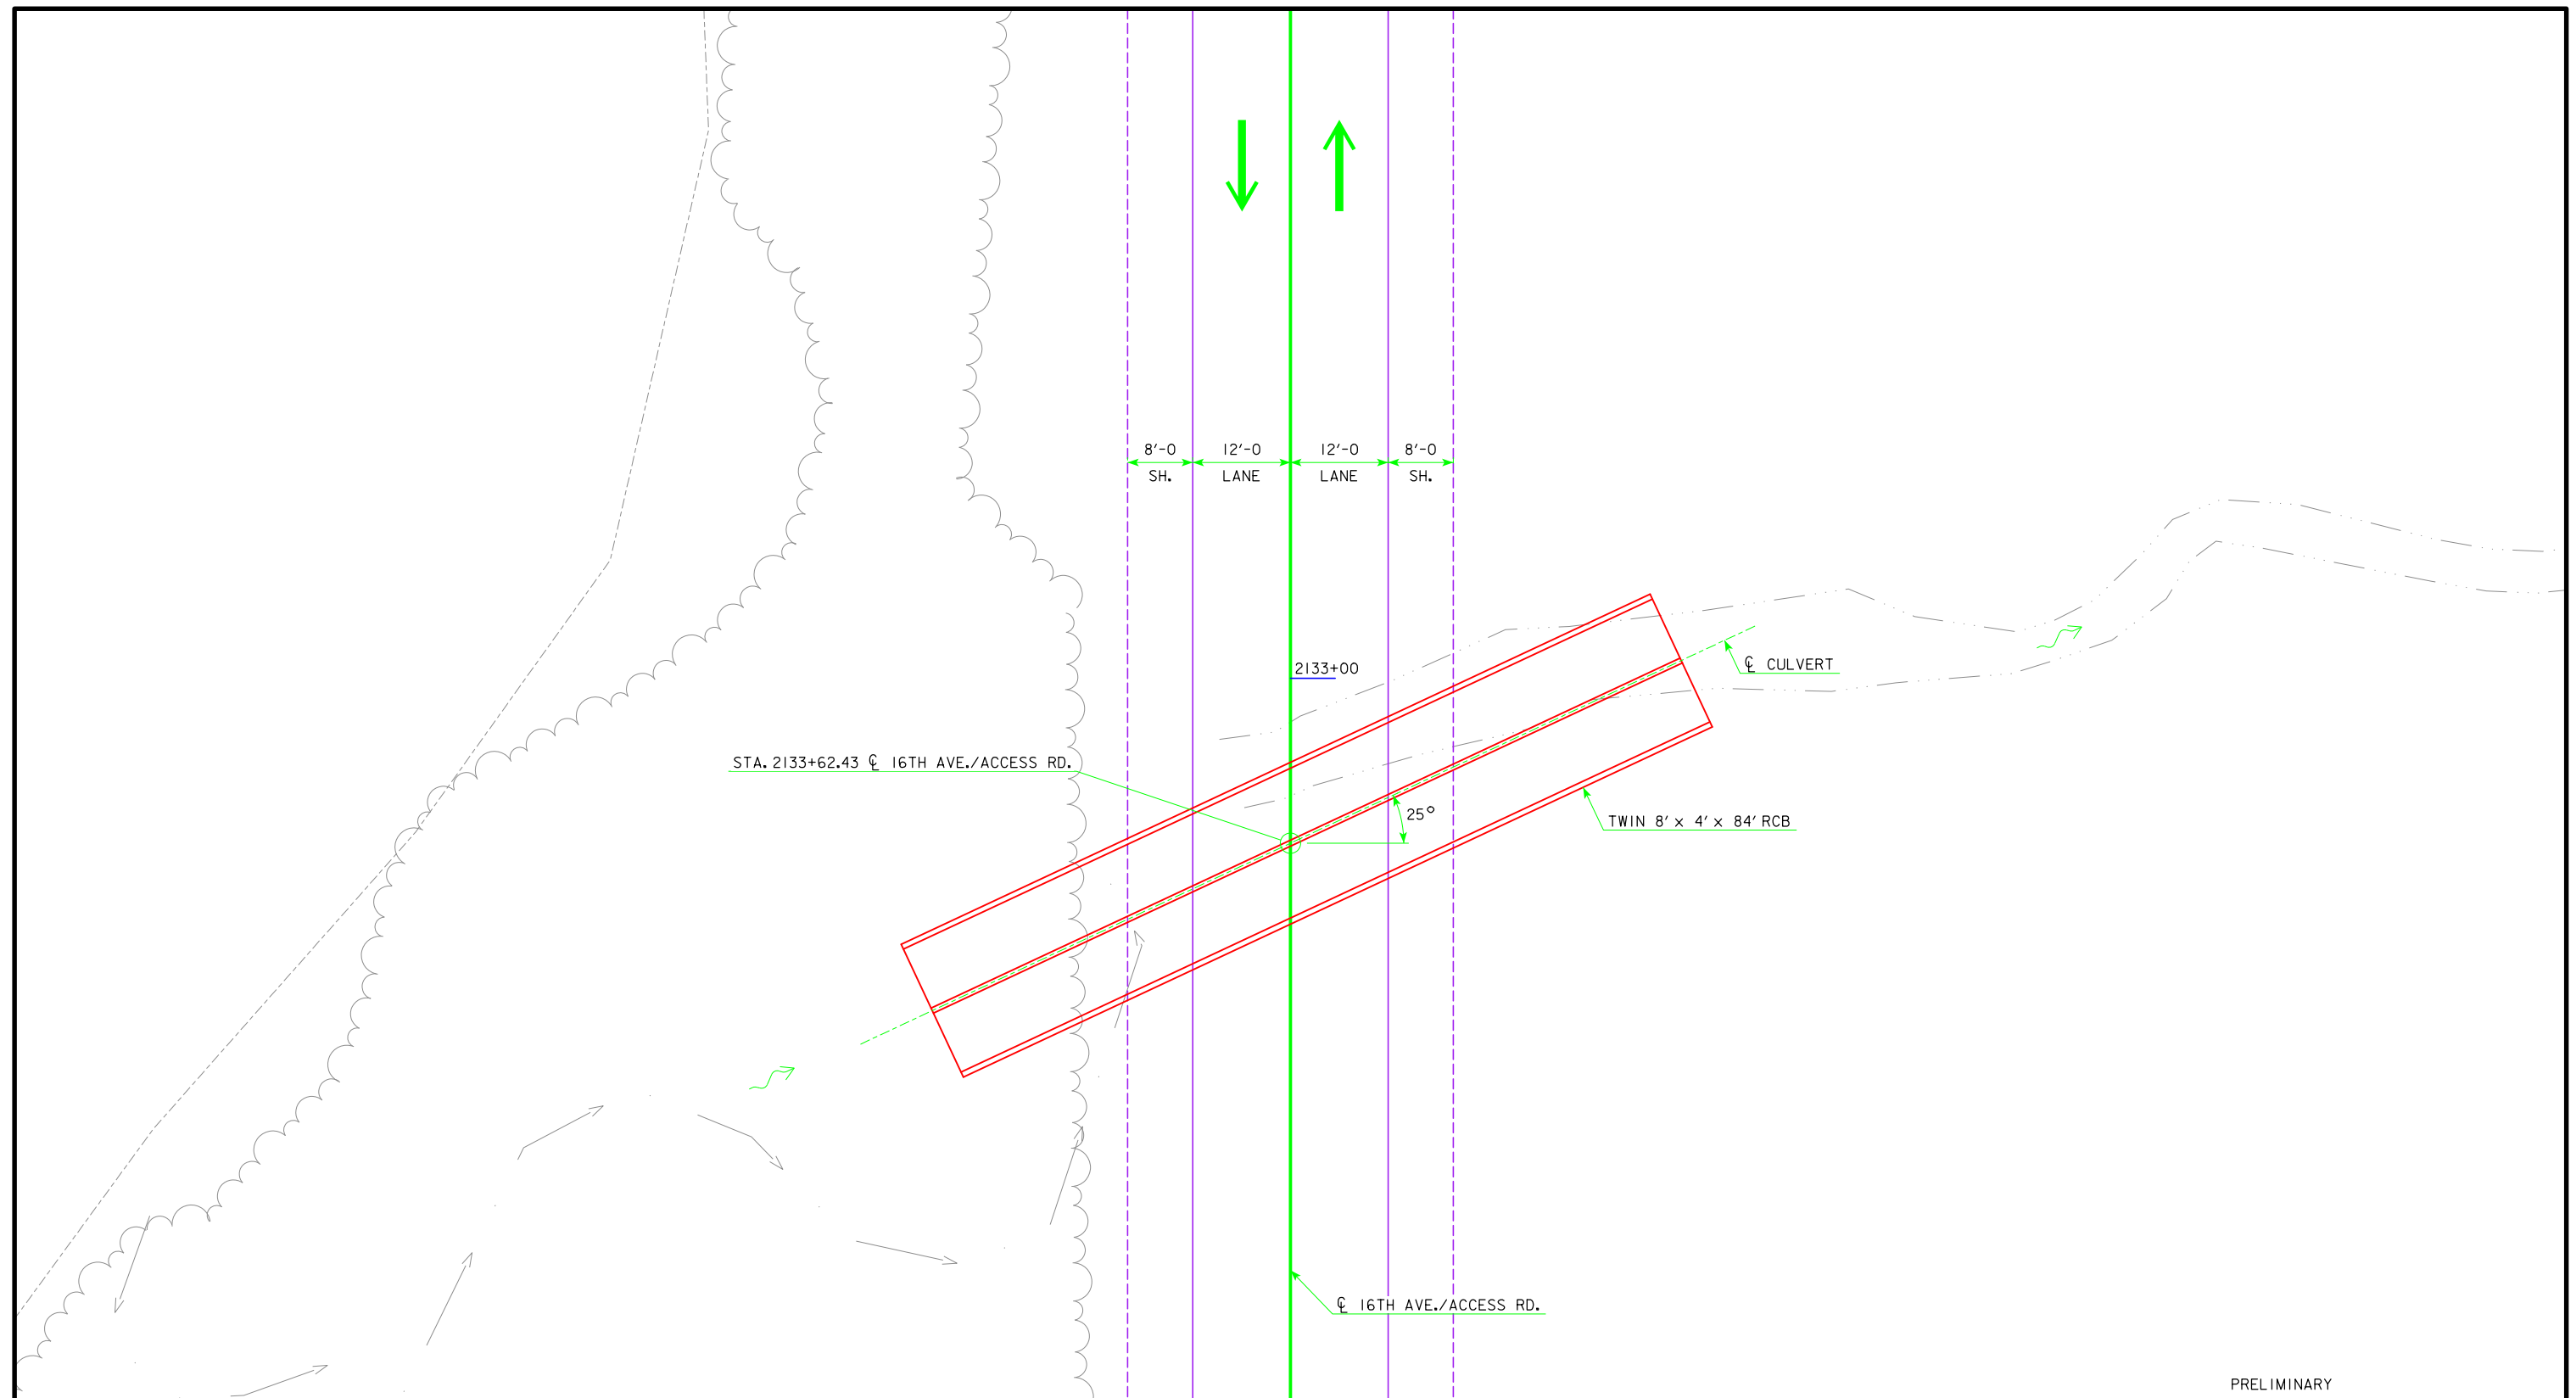 8'-0 12'-0 12'-0 8'-0
SH. LANE LANE SH.
2133+00
℄ CULVERT
STA. 2133+62.43 ℄ 16TH AVE./ACCESS RD.
25°
TWIN 8' x 4' x 84' RCB
℄ 16TH AVE./ACCESS RD.
PRELIMINARY